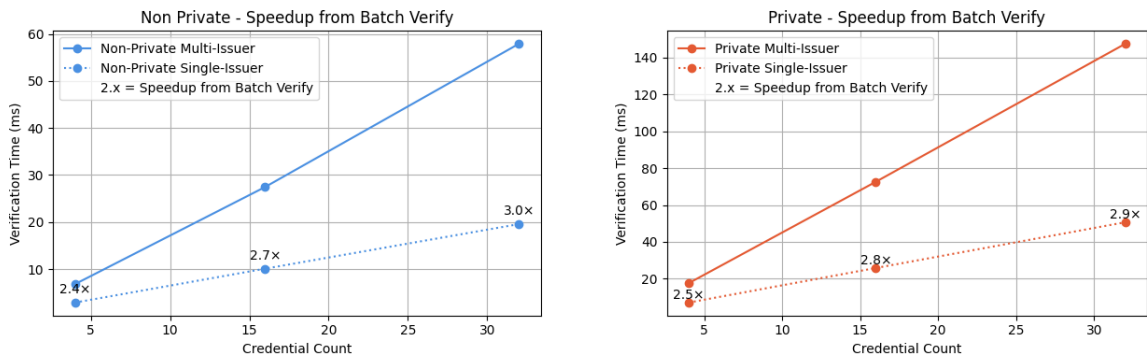 Non Private - Speedup from Batch Verify
60
50
40
30
20
10
Verification Time (ms)
Non-Private Multi-Issuer
Non-Private Single-Issuer
2.x = Speedup from Batch Verify
2.4×
2.7×
3.0×
5
10
15
20
25
30
Credential Count
Private - Speedup from Batch Verify
140
120
100
80
60
40
20
Verification Time (ms)
Private Multi-Issuer
Private Single-Issuer
2.x = Speedup from Batch Verify
2.5×
2.8×
2.9×
5
10
15
20
25
30
Credential Count